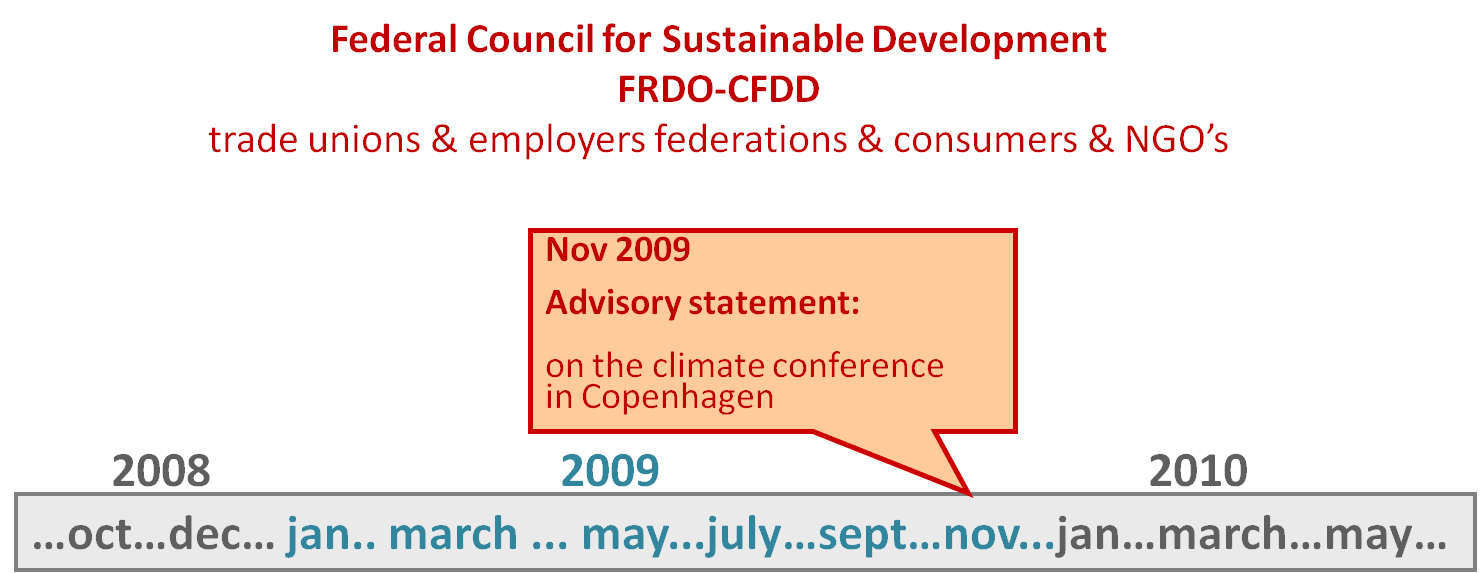 Federal Council for Sustainable Development
FRDO-CFDD
trade unions & employers federations & consumers & NGO’s
Nov 2009
Advisory statement:
on the climate conference
in Copenhagen
2008 2009 2010
…oct…dec… jan.. march ... may...july…sept…nov...jan…march…may…